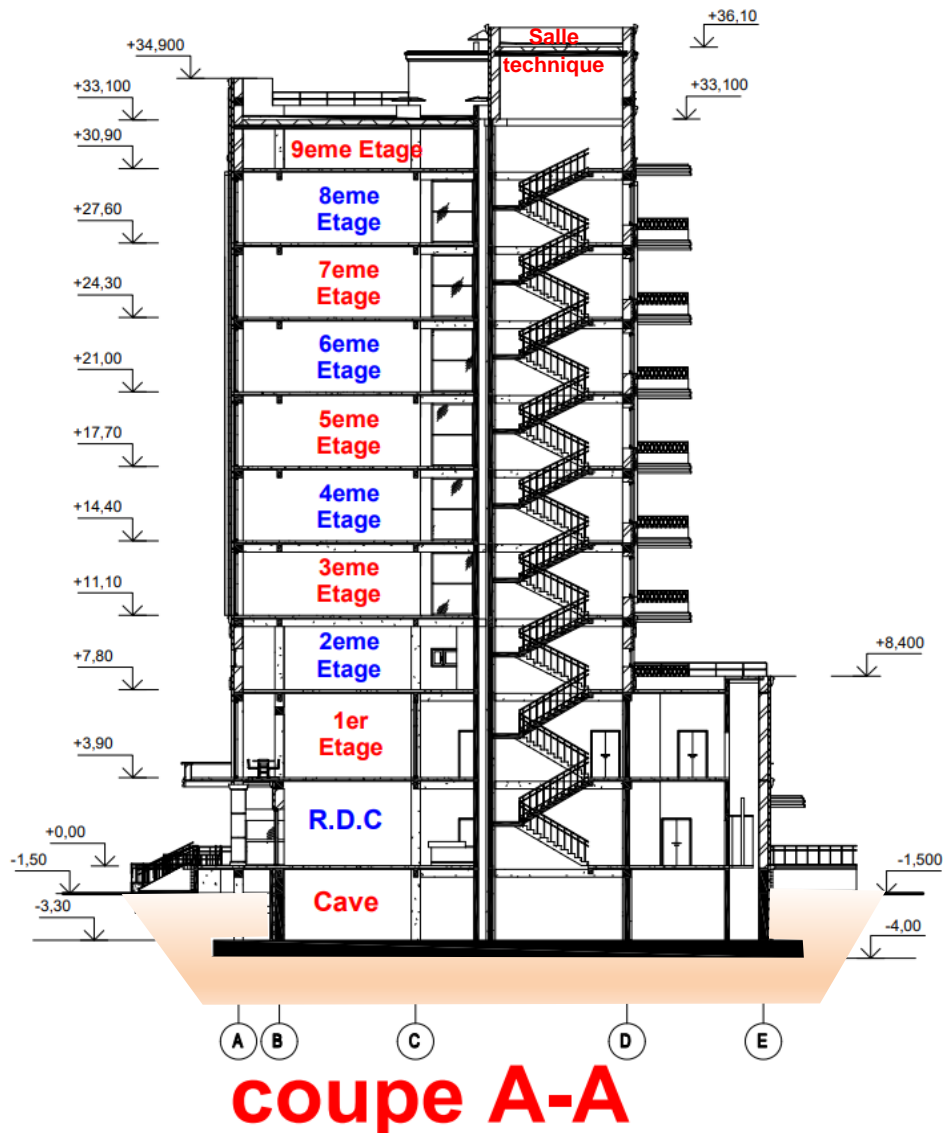 +36,10
Salle
technique
+34,900
+33,100
+33,100
+30,90
9eme Etage
8eme
Etage
+27,60
7eme
Etage
+24,30
6eme
Etage
+21,00
5eme
Etage
+17,70
4eme
Etage
+14,40
3eme
Etage
+11,10
2eme
Etage
+8,400
+7,80
1er
Etage
+3,90
R.D.C
+0,00
-1,50
-1,500
Cave
-3,30
-4,00
A B C D E
coupe A-A